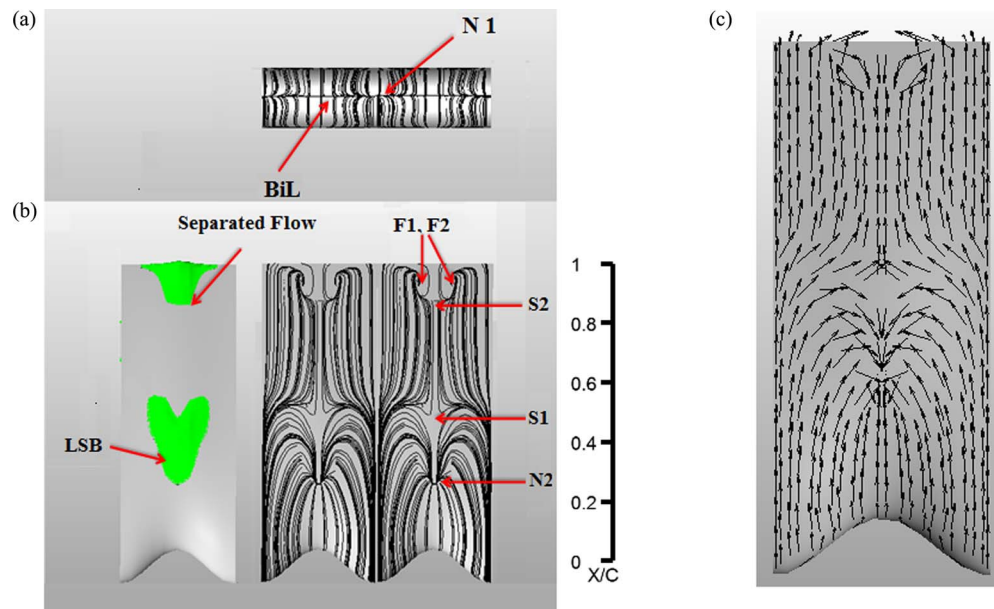 (a)
N 1
BiL
(b)
Separated Flow
F1, F2
S2
S1
LSB
N2
1
0.8
0.6
0.4
0.2
0
X/C
(c)